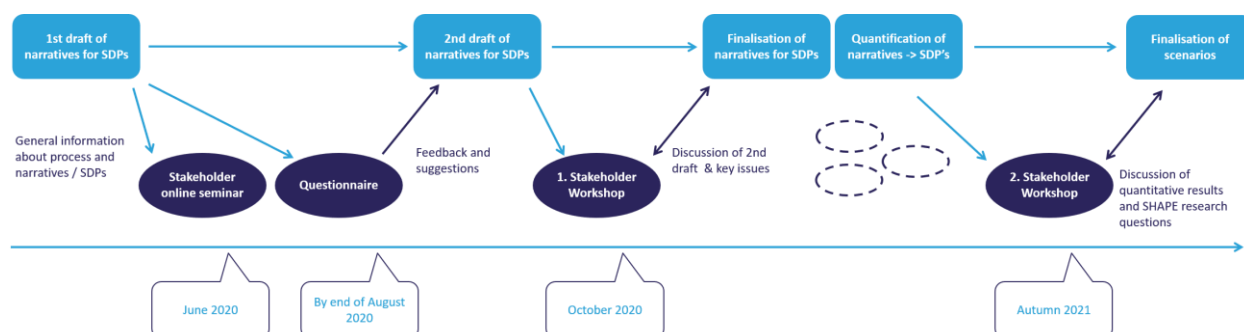 1st draft of
narratives for SDPs
2nd draft of
narratives for SDPs
Finalisation of
narratives for SDPs
Quantification of
narratives -> SDP's
Finalisation of
scenarios
General information
about process and
narratives / SDPs
Stakeholder
online seminar
Questionnaire
Feedback and
suggestions
1. Stakeholder
Workshop
Discussion of 2nd
draft & key issues
2. Stakeholder
Workshop
Discussion of
quantitative results
and SHAPE research
questions
June 2020
By end of August
2020
October 2020
Autumn 2021